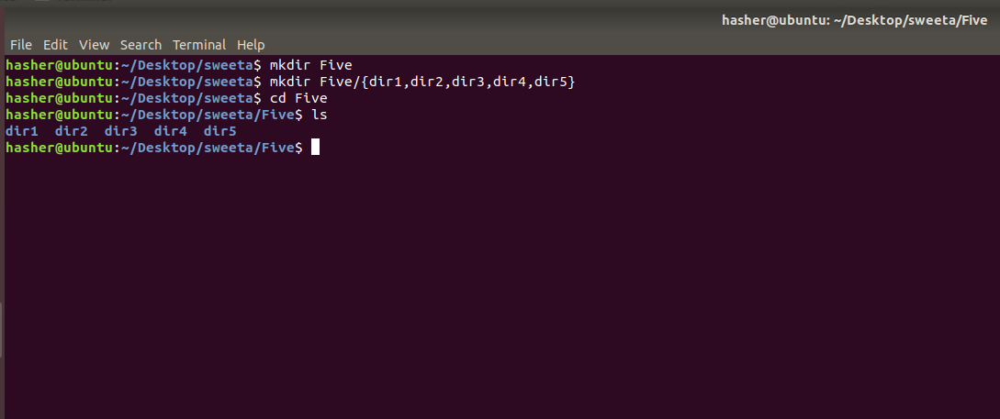 hasher@ubuntu: ~/Desktop/sweeta/Five
File Edit View Search Terminal Help
hasher@ubuntu:~/Desktop/sweeta$ mkdir Five
hasher@ubuntu:~/Desktop/sweeta$ mkdir Five/{dir1,dir2,dir3,dir4,dir5}
hasher@ubuntu:~/Desktop/sweeta$ cd Five
hasher@ubuntu:~/Desktop/sweeta/Five$ ls
dir1  dir2  dir3  dir4  dir5
hasher@ubuntu:~/Desktop/sweeta/Five$